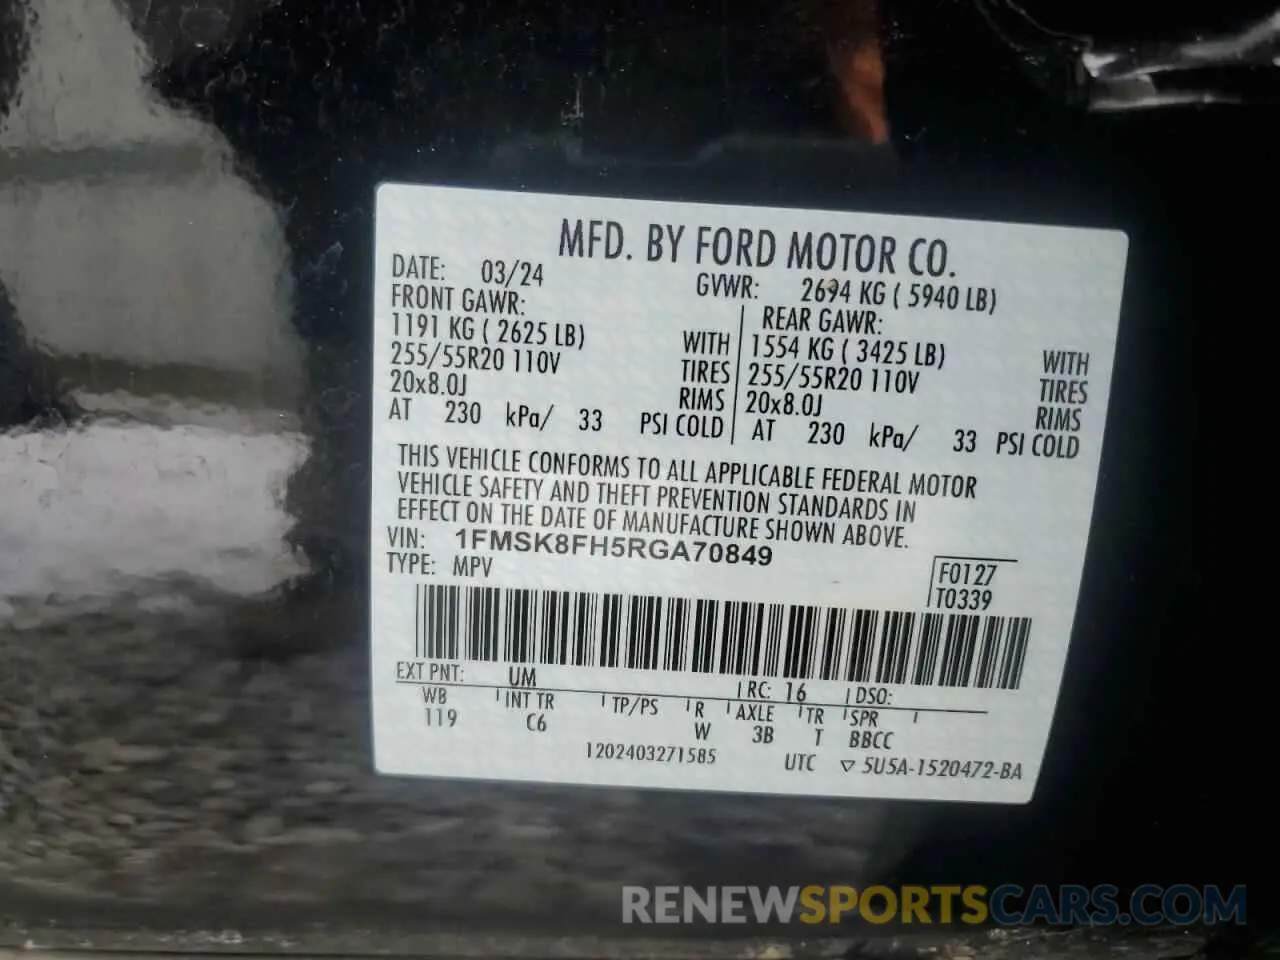 MFD. BY FORD MOTOR CO.
DATE: 03/24 GVWR: 2694 KG ( 5940 LB)
FRONT GAWR: REAR GAWR:
1191 KG ( 2625 LB) WITH 1554 KG ( 3425 LB) WITH
255/55R20 110V TIRES 255/55R20 110V TIRES
20x8.0J RIMS 20x8.0J RIMS
AT 230 kPa/ 33 PSI COLD AT 230 kPa/ 33 PSI COLD
THIS VEHICLE CONFORMS TO ALL APPLICABLE FEDERAL MOTOR
VEHICLE SAFETY AND THEFT PREVENTION STANDARDS IN
EFFECT ON THE DATE OF MANUFACTURE SHOWN ABOVE.
VIN: 1FMSK8FH5RGA70849
TYPE: MPV
F0127
T0339
EXT PNT: UM RC: 16 DSO:
WB INT TR TP/PS R AXLE TR SPR
119 C6 W 3B T BBCC
1202403271585 UTC ▽ 5U5A-1520472-BA
RENEWSPORTSCARS.COM